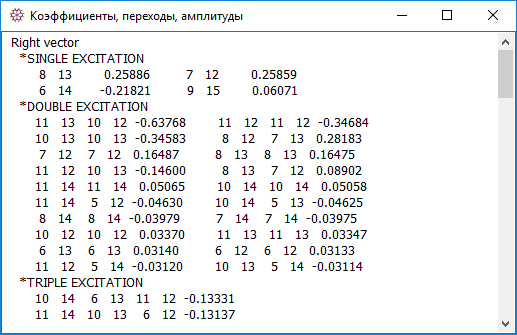 Коэффициенты, переходы, амплитуды
Right vector
*SINGLE EXCITATION
8 13 0.25886 7 12 0.25859
6 14 -0.21821 9 15 0.06071
*DOUBLE EXCITATION
11 13 10 12 -0.63768 11 12 11 12 -0.34684
10 13 10 13 -0.34583 8 12 7 13 0.28183
7 12 7 12 0.16487 8 13 8 13 0.16475
11 12 10 13 -0.14600 8 13 7 12 0.08902
11 14 11 14 0.05065 10 14 10 14 0.05058
11 14 5 12 -0.04630 10 14 5 13 -0.04625
8 14 8 14 -0.03979 7 14 7 14 -0.03975
10 12 10 12 0.03370 11 13 11 13 0.03347
6 13 6 13 0.03140 6 12 6 12 0.03133
11 12 5 14 -0.03120 10 13 5 14 -0.03114
*TRIPLE EXCITATION
10 14 6 13 11 12 -0.13331
11 14 10 13 6 12 -0.13137